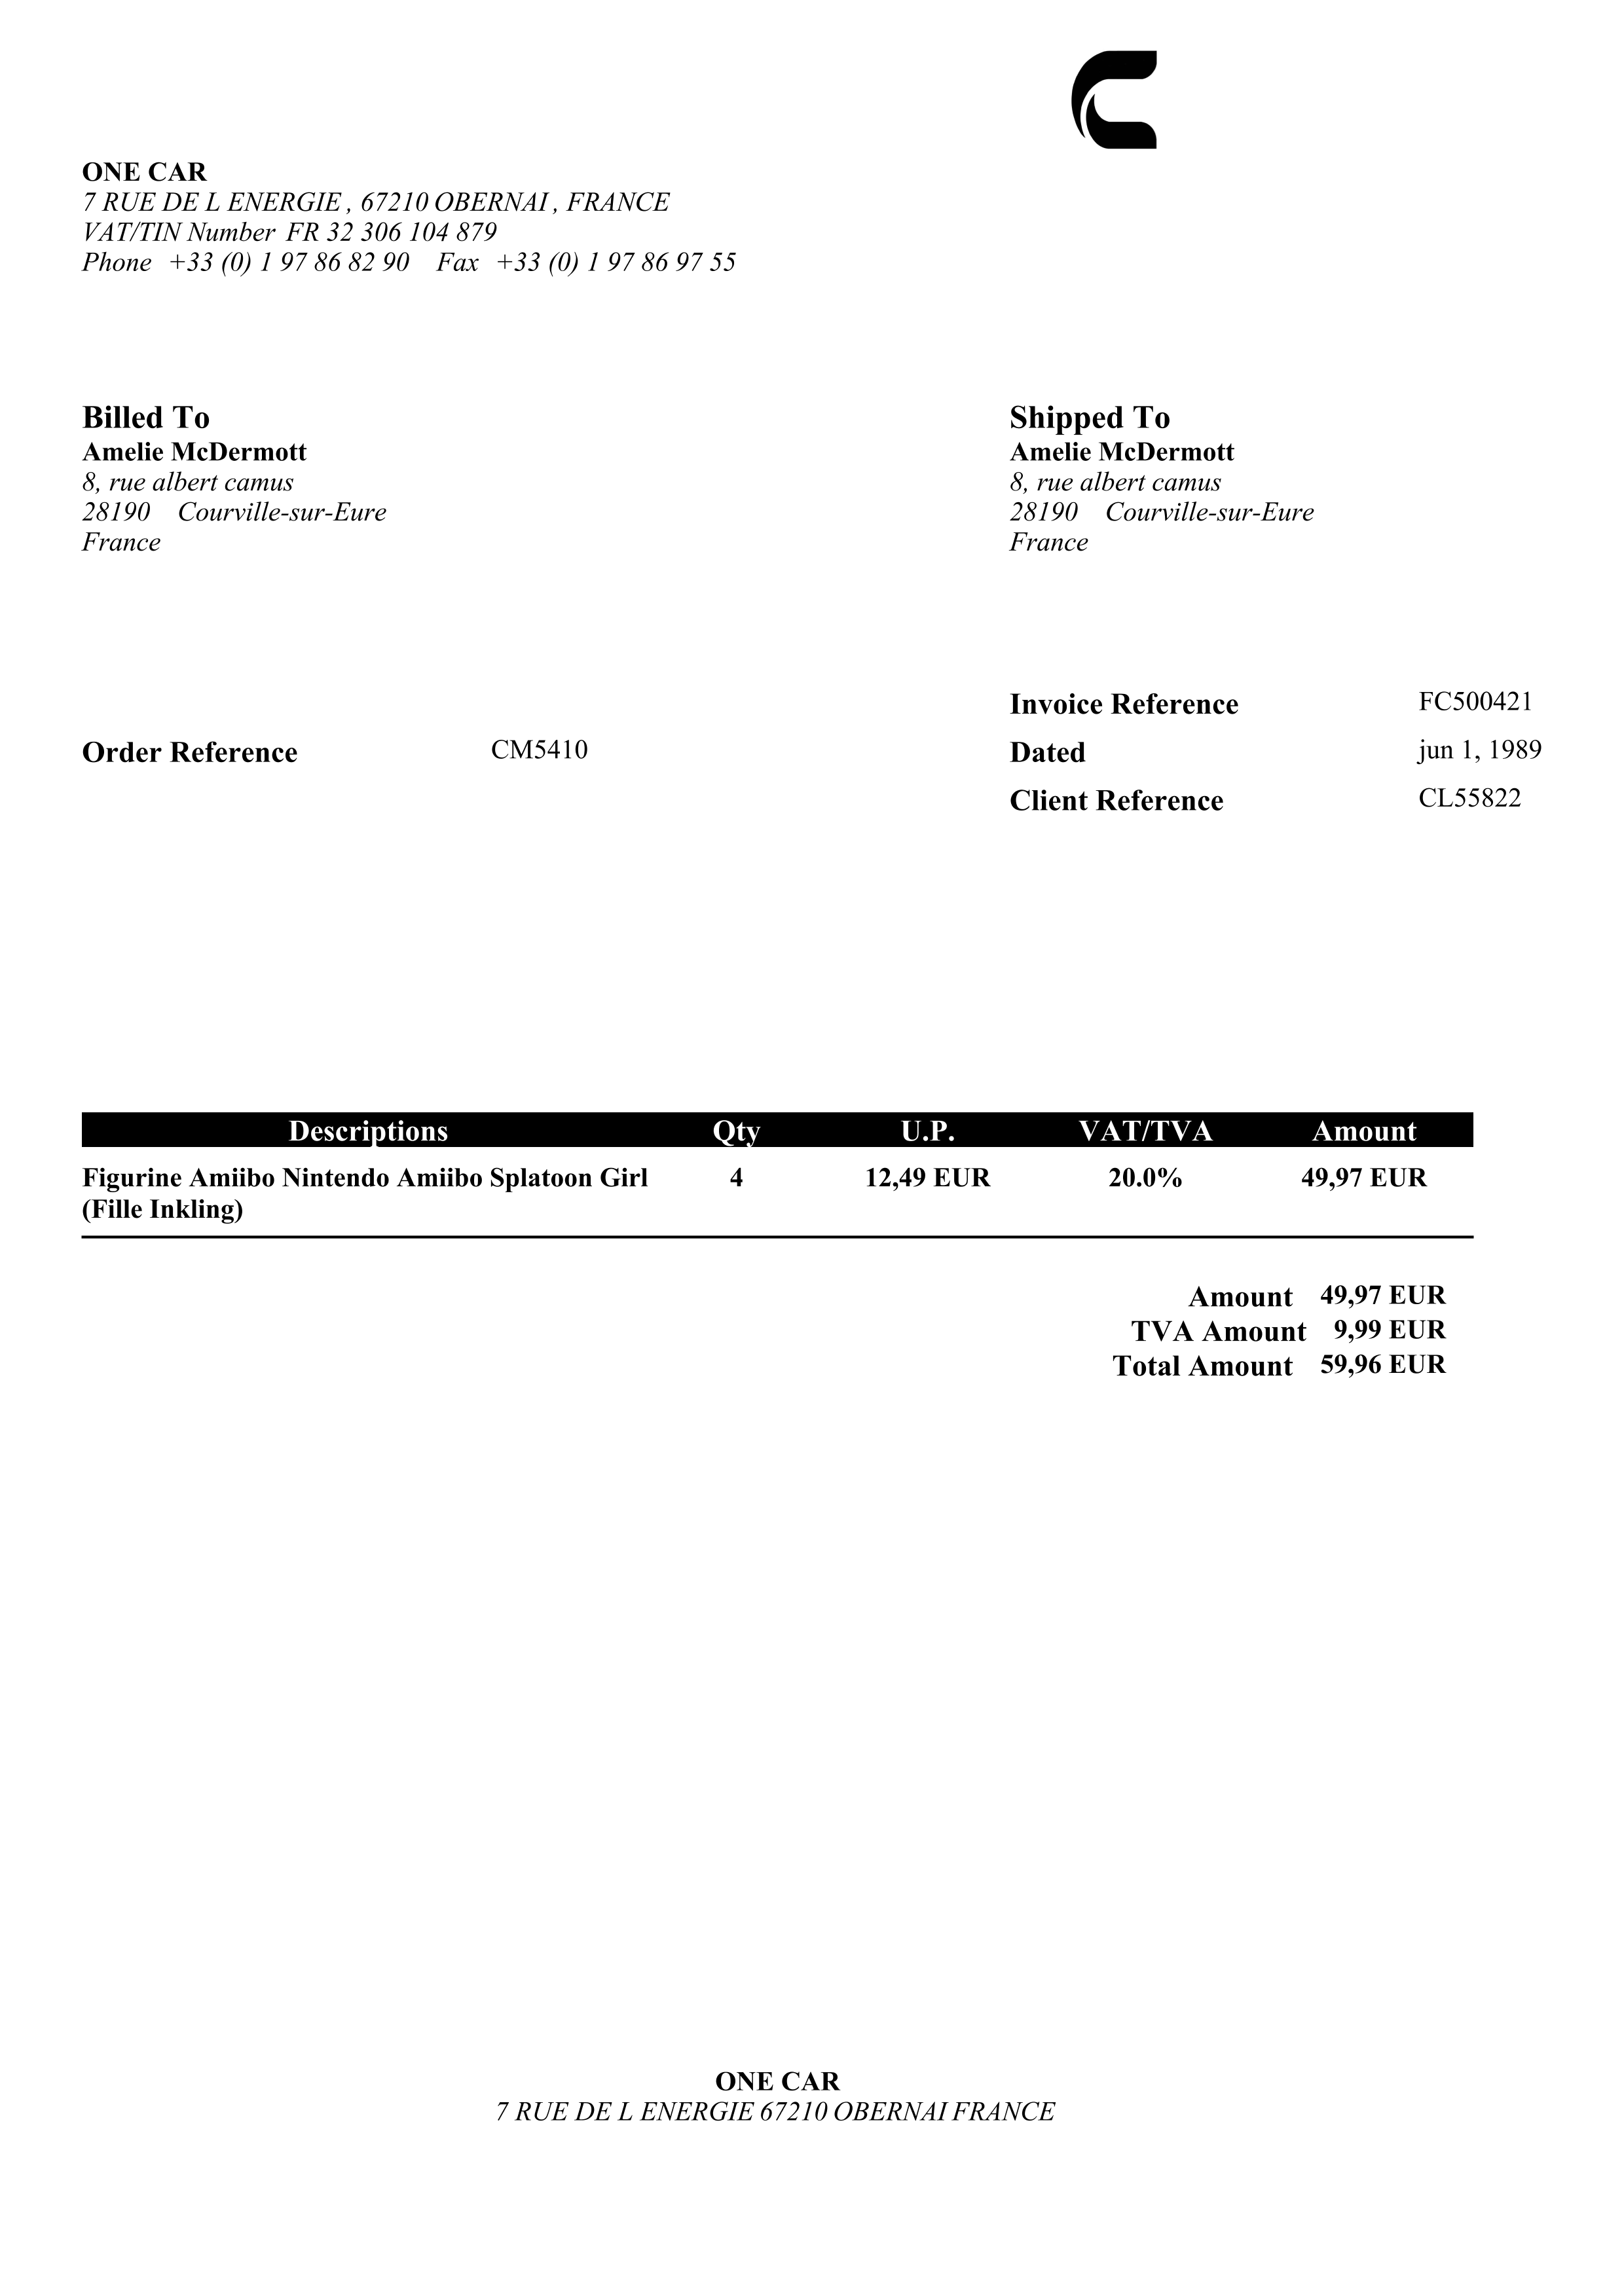 ONE CAR
7 RUE DE L ENERGIE , 67210 OBERNAI , FRANCE
VAT/TIN Number FR 32 306 104 879
Phone +33 (0) 1 97 86 82 90 Fax +33 (0) 1 97 86 97 55
Billed To
Amelie McDermott
8, rue albert camus
28190 Courville-sur-Eure
France
Shipped To
Amelie McDermott
8, rue albert camus
28190 Courville-sur-Eure
France
Invoice Reference FC500421
Order Reference CM5410
Dated jun 1, 1989
Client Reference CL55822
Descriptions Qty U.P. VAT/TVA Amount
Figurine Amiibo Nintendo Amiibo Splatoon Girl 4 12,49 EUR 20.0% 49,97 EUR
(Fille Inkling)
Amount 49,97 EUR
TVA Amount 9,99 EUR
Total Amount 59,96 EUR
ONE CAR
7 RUE DE L ENERGIE 67210 OBERNAI FRANCE